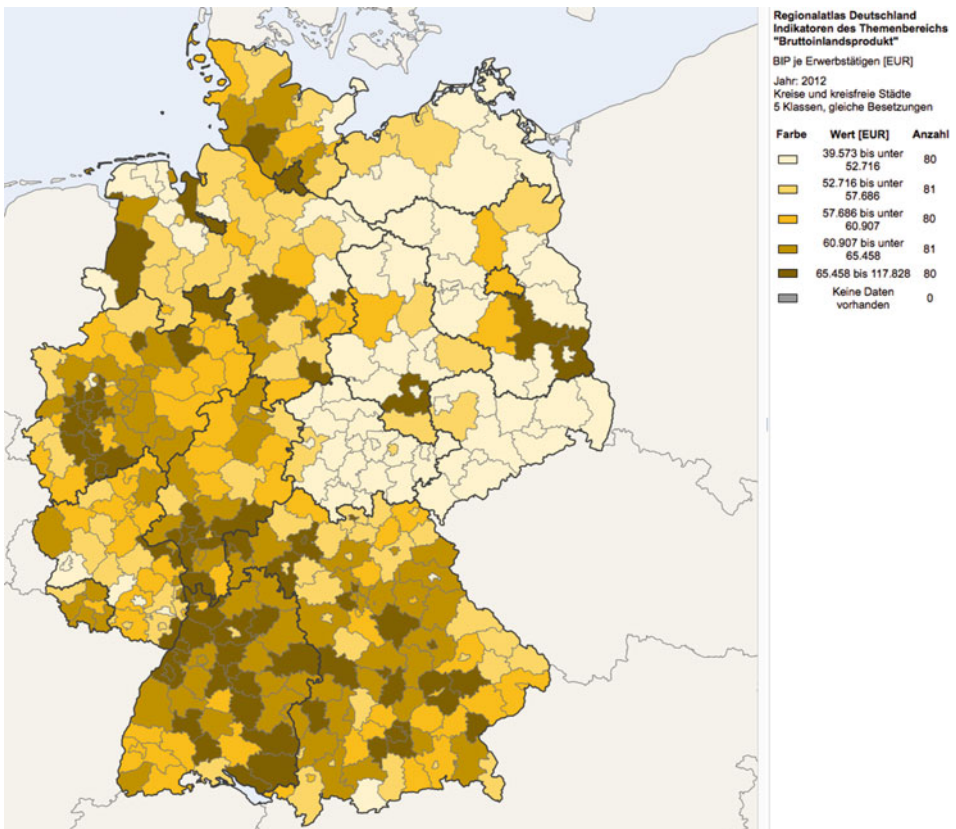 Regionalatlas Deutschland
Indikatoren des Themenbereichs
"Bruttoinlandsprodukt"
BIP je Erwerbstätigen [EUR]
Jahr: 2012
Kreise und kreisfreie Städte
5 Klassen, gleiche Besetzungen
Farbe Wert [EUR] Anzahl
39.573 bis unter
52.716 80
52.716 bis unter
57.686 81
57.686 bis unter
60.907 80
60.907 bis unter
65.458 81
65.458 bis 117.828 80
Keine Daten
vorhanden 0